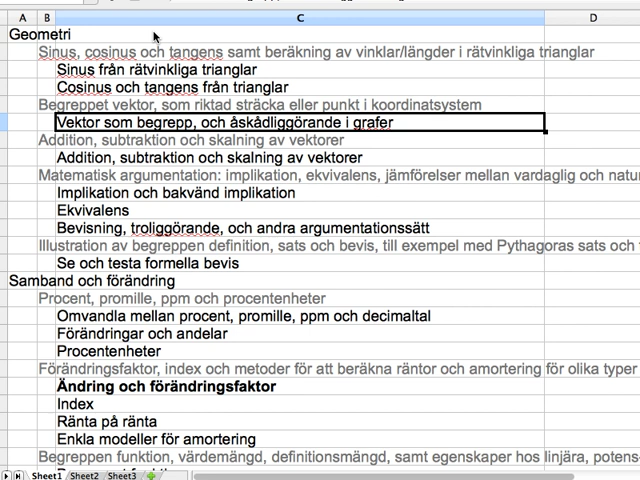 A B C D
Geometri
Sinus, cosinus och tangens samt beräkning av vinklar/längder i rätvinkliga trianglar
Sinus från rätvinkliga trianglar
Cosinus och tangens från trianglar
Begreppet vektor, som riktad sträcka eller punkt i koordinatsystem
Vektor som begrepp, och åskådliggörande i grafer
Addition, subtraktion och skalning av vektorer
Addition, subtraktion och skalning av vektorer
Matematisk argumentation: implikation, ekvivalens, jämförelser mellan vardaglig och natu
Implikation och bakvänd implikation
Ekvivalens
Bevisning, troliggörande, och andra argumentationssätt
Illustration av begreppen definition, sats och bevis, till exempel med Pythagoras sats och
Se och testa formella bevis
Samband och förändring
Procent, promille, ppm och procentenheter
Omvandla mellan procent, promille, ppm och decimaltal
Förändringar och andelar
Procentenheter
Förändringsfaktor, index och metoder för att beräkna räntor och amortering för olika typer
Ändring och förändringsfaktor
Index
Ränta på ränta
Enkla modeller för amortering
Begreppen funktion, värdemängd, definitionsmängd, samt egenskaper hos linjära, potens-
Sheet1 Sheet2 Sheet3